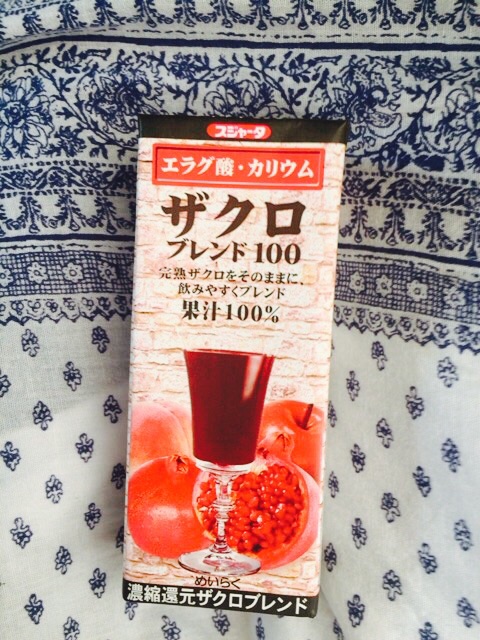 スジャータ
エラグ酸・カリウム
ザクロ
ブレンド100
完熟ザクロをそのままに、
飲みやすくブレンド
果汁100%
めいらく
濃縮還元ザクロブレンド